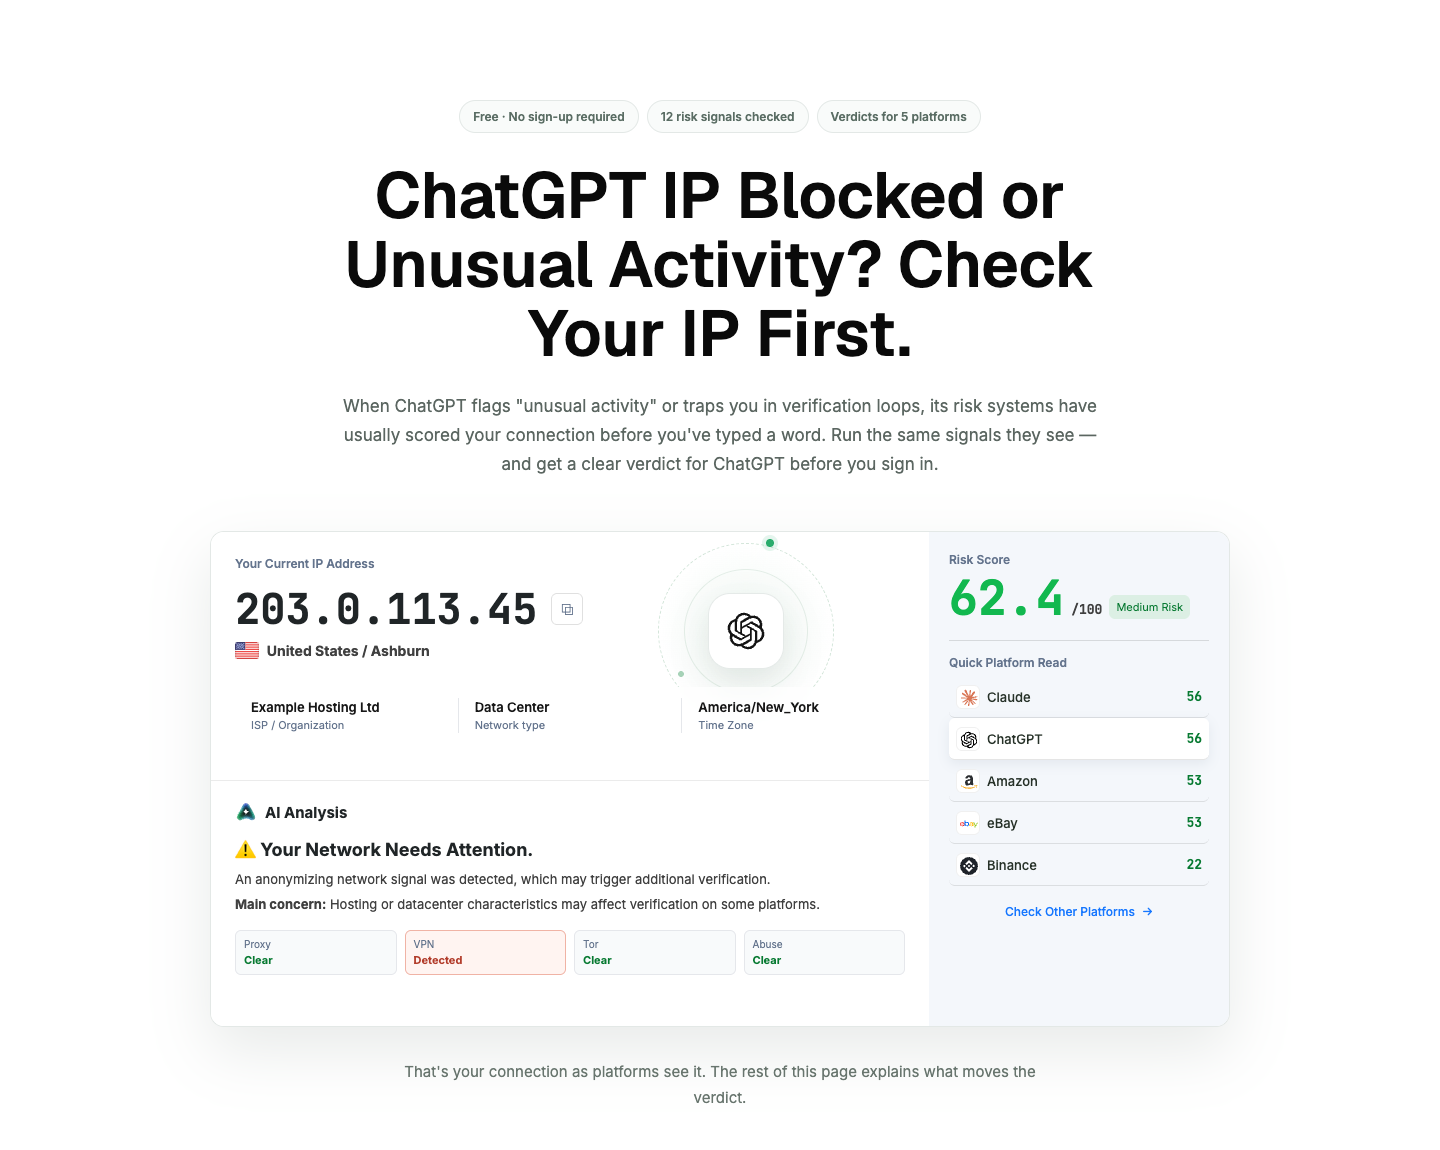 Free · No sign-up required
12 risk signals checked
Verdicts for 5 platforms
ChatGPT IP Blocked or
Unusual Activity? Check
Your IP First.
When ChatGPT flags "unusual activity" or traps you in verification loops, its risk systems have
usually scored your connection before you've typed a word. Run the same signals they see —
and get a clear verdict for ChatGPT before you sign in.
Your Current IP Address
203.0.113.45
United States / Ashburn
Example Hosting Ltd
ISP / Organization
Data Center
Network type
America/New_York
Time Zone
AI Analysis
Your Network Needs Attention.
An anonymizing network signal was detected, which may trigger additional verification.
Main concern: Hosting or datacenter characteristics may affect verification on some platforms.
Proxy
Clear
VPN
Detected
Tor
Clear
Abuse
Clear
Risk Score
62.4 /100 Medium Risk
Quick Platform Read
Claude 56
ChatGPT 56
a Amazon 53
ebay eBay 53
Binance 22
Check Other Platforms →
That's your connection as platforms see it. The rest of this page explains what moves the
verdict.